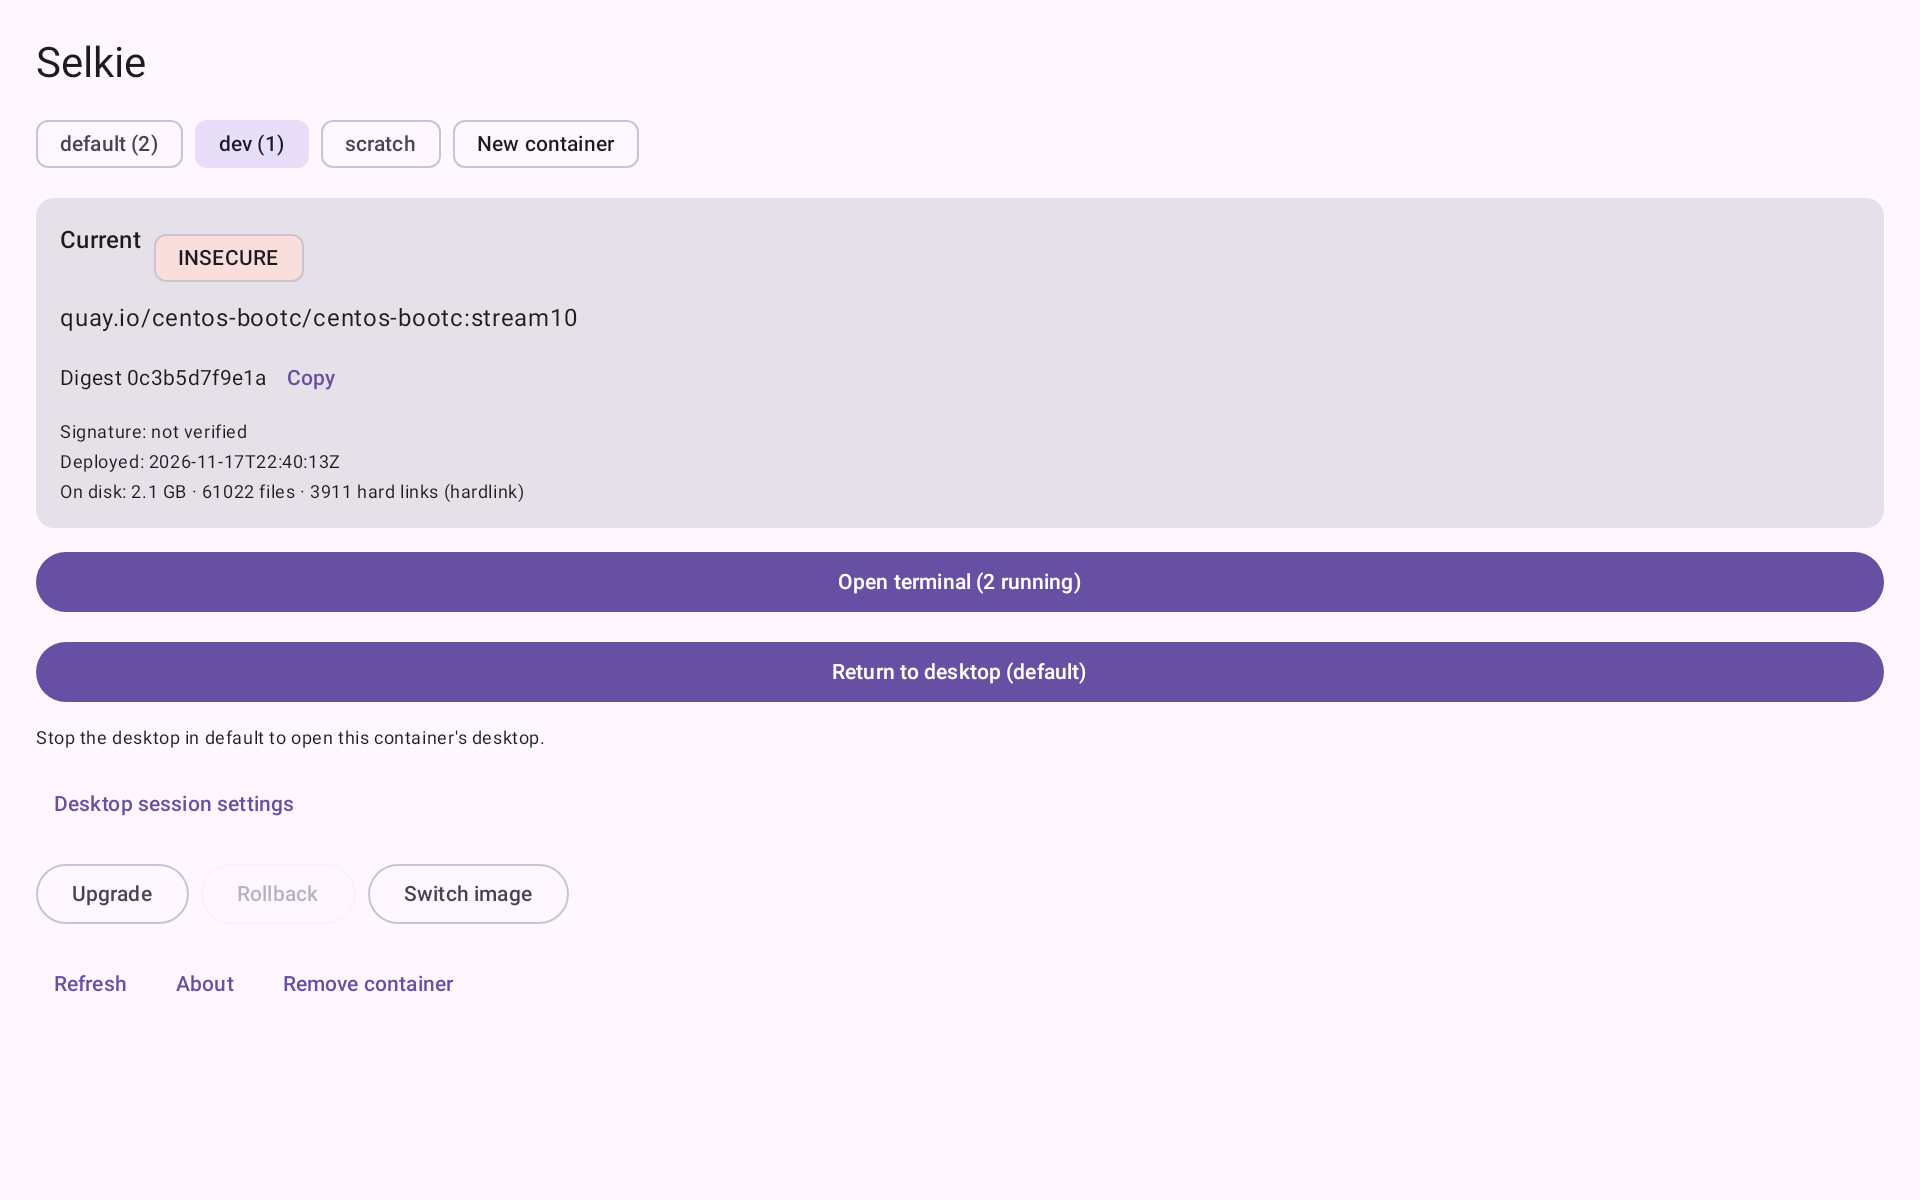 Selkie
default (2) dev (1) scratch New container
Current INSECURE
quay.io/centos-bootc/centos-bootc:stream10
Digest 0c3b5d7f9e1a Copy
Signature: not verified
Deployed: 2026-11-17T22:40:13Z
On disk: 2.1 GB · 61022 files · 3911 hard links (hardlink)
Open terminal (2 running)
Return to desktop (default)
Stop the desktop in default to open this container's desktop.
Desktop session settings
Upgrade Rollback Switch image
Refresh About Remove container